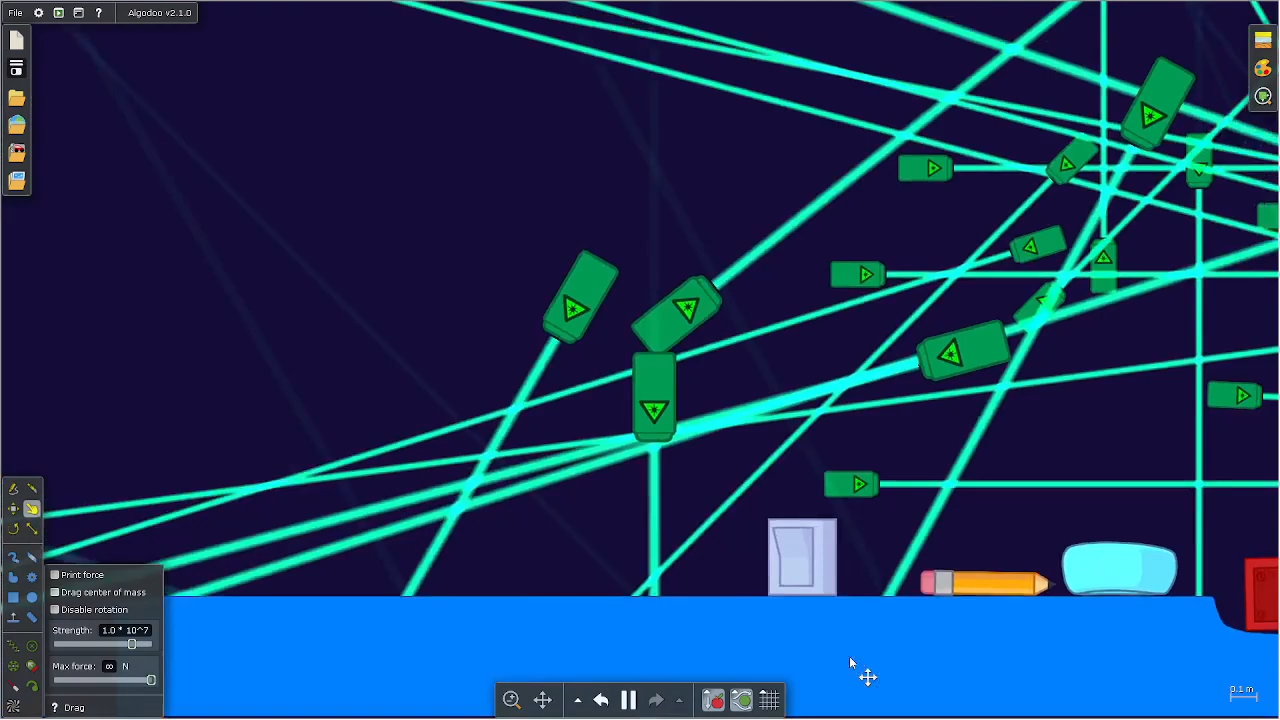 File ? Algodoo v2.1.0
Print force
Drag center of mass
Disable rotation
Strength: 1.0 * 10^7
Max force: ∞ N
? Drag
0.1 m